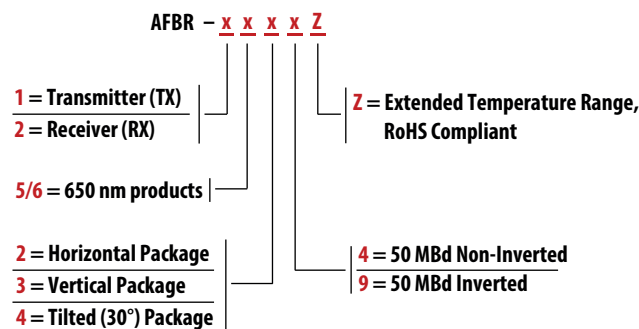 AFBR – x x x x Z
1 = Transmitter (TX)
2 = Receiver (RX)
Z = Extended Temperature Range,
RoHS Compliant
5/6 = 650 nm products
2 = Horizontal Package
3 = Vertical Package
4 = Tilted (30°) Package
4 = 50 MBd Non-Inverted
9 = 50 MBd Inverted